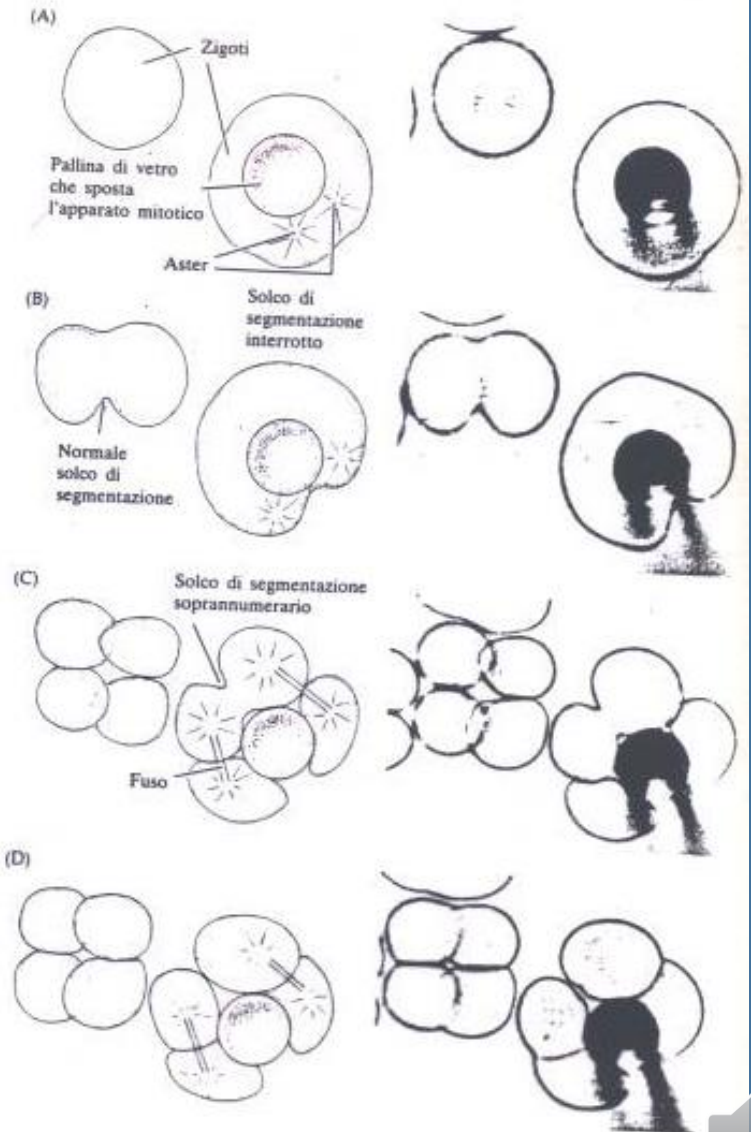 (A)
Zigoti
Pallina di vetro
che sposta
l'apparato mitotico
Aster
(B)
Solco di
segmentazione
interrotto
Normale
solco di
segmentazione
(C)
Solco di segmentazione
soprannumerario
Fuso
(D)